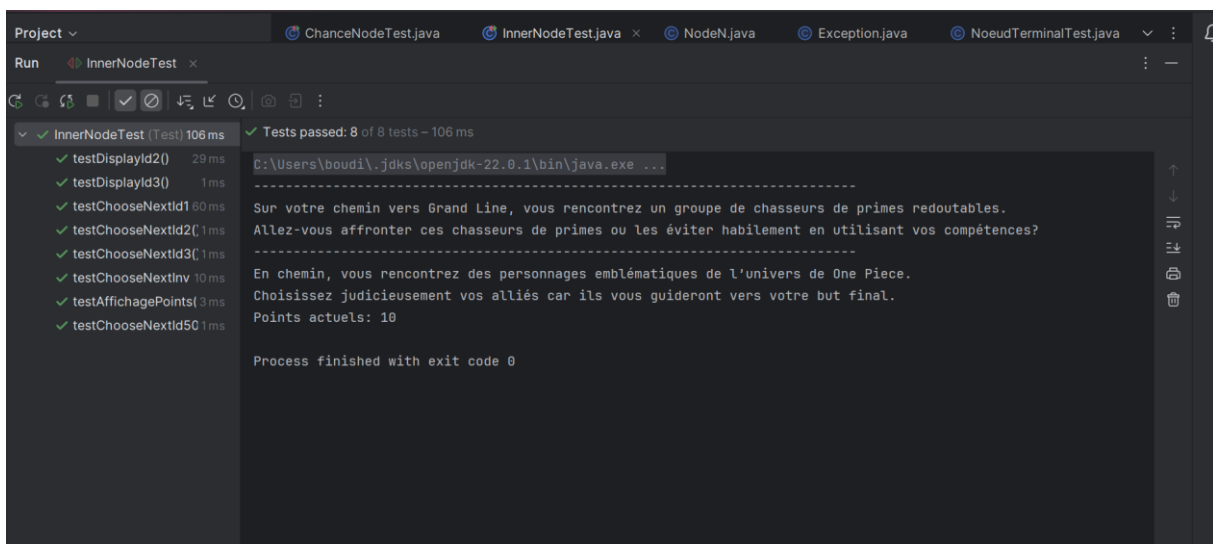 Project
ChanceNodeTest.java
InnerNodeTest.java
NodeN.java
Exception.java
NoeudTerminalTest.java
Run
InnerNodeTest
InnerNodeTest (Test) 106 ms
Tests passed: 8 of 8 tests – 106 ms
testDisplayId2() 29 ms
C:\Users\boudi\.jdks\openjdk-22.0.1\bin\java.exe ...
testDisplayId3() 1 ms
---------------------------------------------------------------------------
testChooseNextId1 60 ms
Sur votre chemin vers Grand Line, vous rencontrez un groupe de chasseurs de primes redoutables.
testChooseNextId2( 1 ms
Allez-vous affronter ces chasseurs de primes ou les éviter habilement en utilisant vos compétences?
testChooseNextId3( 1 ms
---------------------------------------------------------------------------
testChooseNextInv 10 ms
En chemin, vous rencontrez des personnages emblématiques de l'univers de One Piece.
testAffichagePoints( 3 ms
Choisissez judicieusement vos alliés car ils vous guideront vers votre but final.
testChooseNextId50 1 ms
Points actuels: 10
Process finished with exit code 0